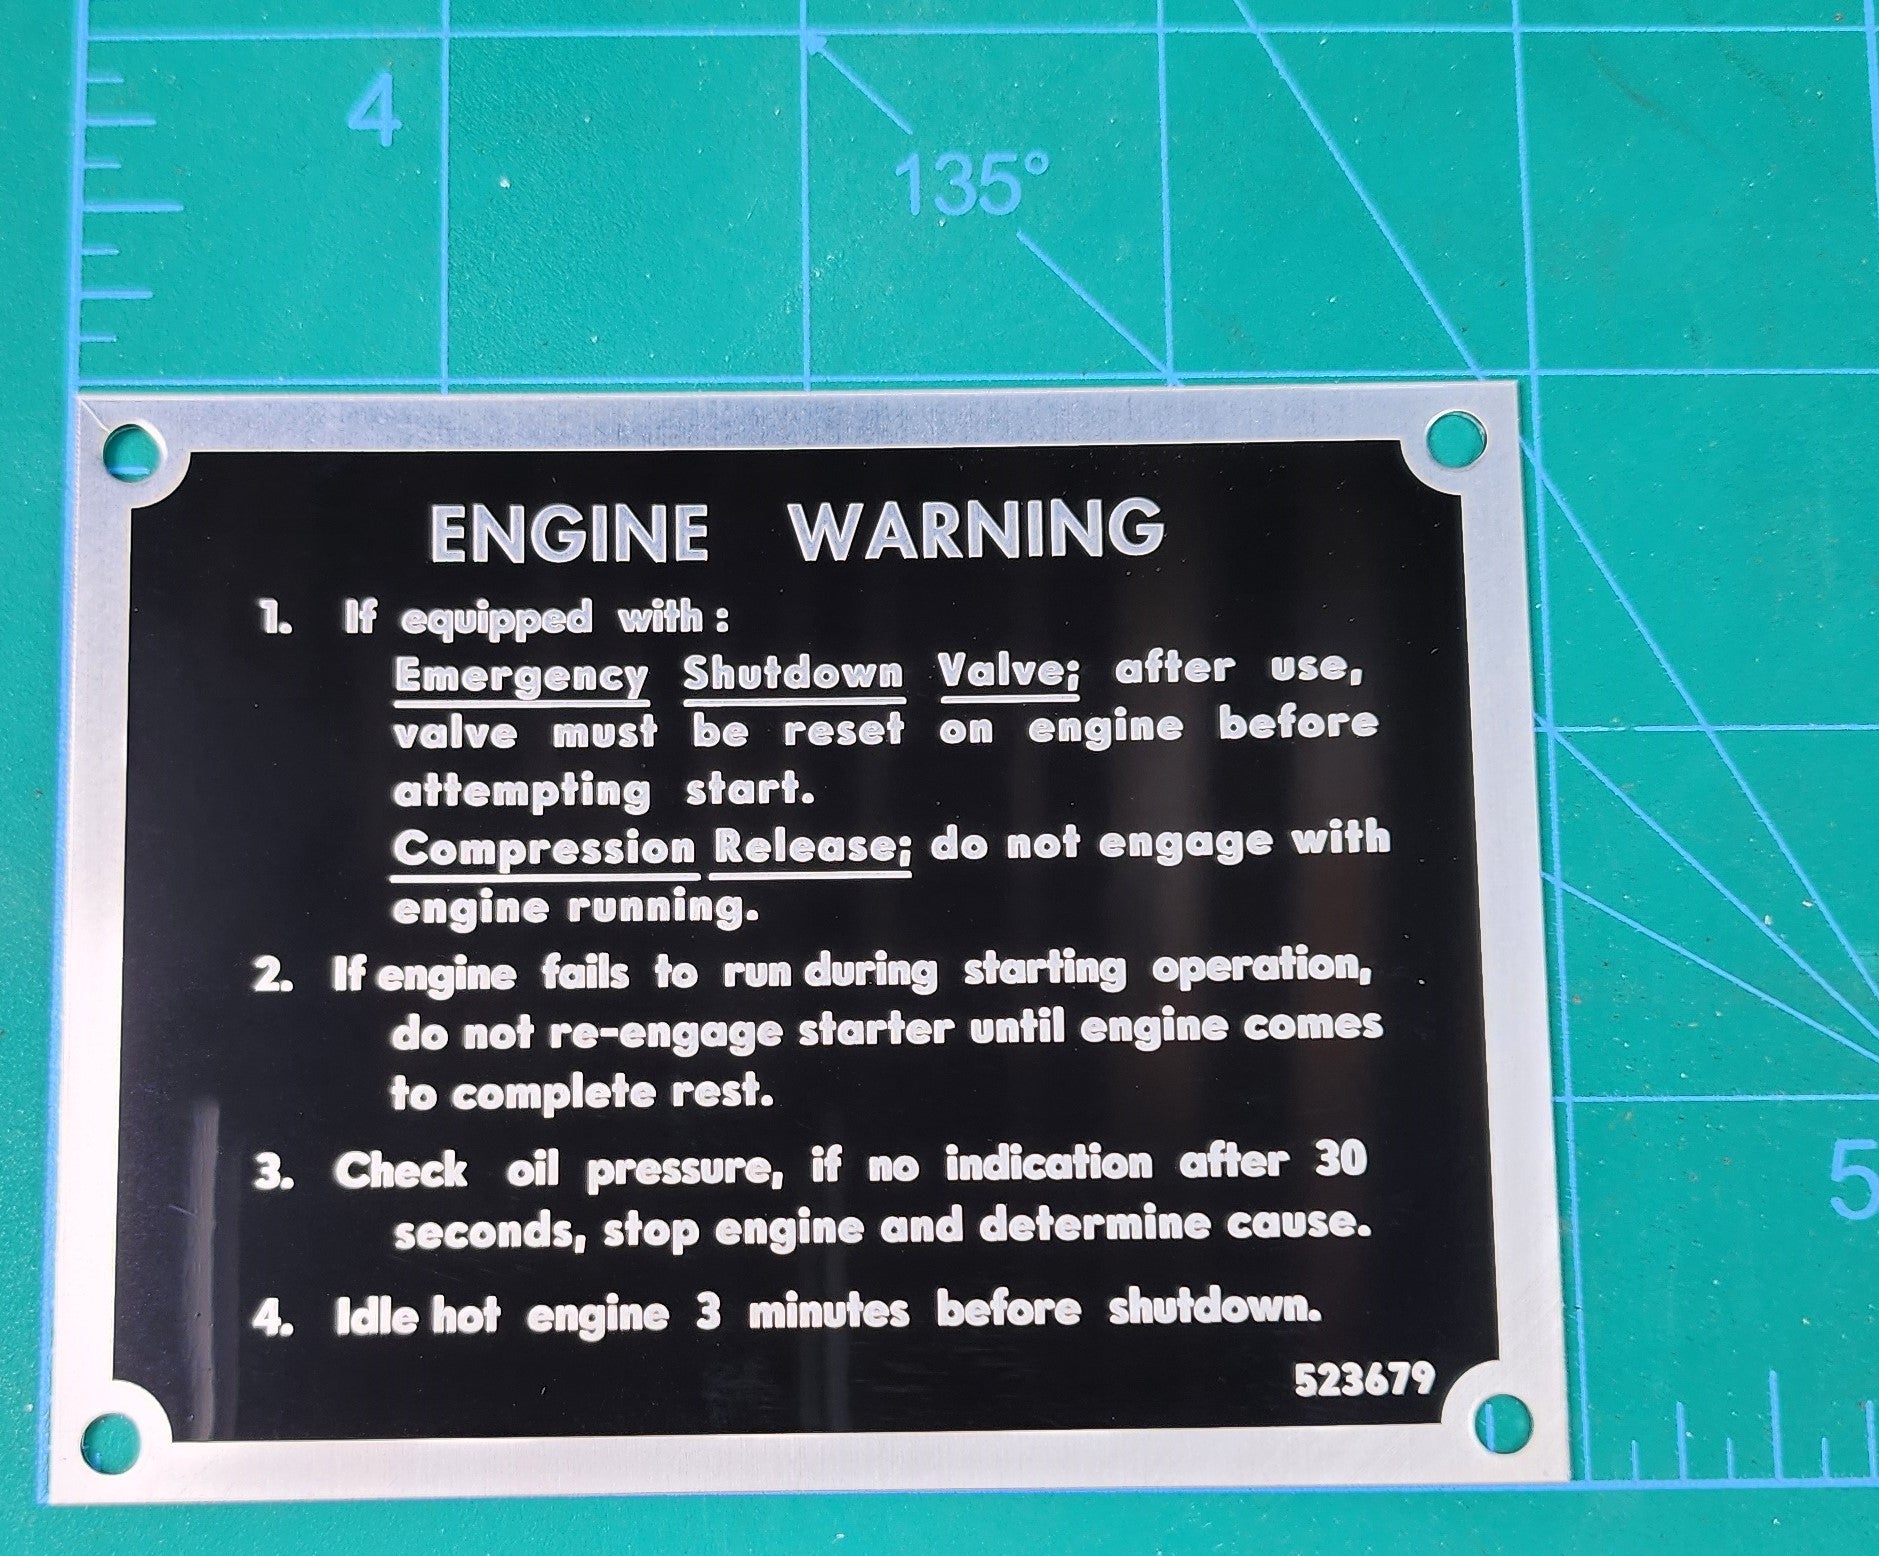 4
135°
ENGINE WARNING
1. If equipped with:
Emergency Shutdown Valve; after use,
valve must be reset on engine before
attempting start.
Compression Release; do not engage with
engine running.
2. If engine fails to run during starting operation,
do not re-engage starter until engine comes
to complete rest.
3. Check oil pressure, if no indication after 30
seconds, stop engine and determine cause.
5
4. Idle hot engine 3 minutes before shutdown.
523679